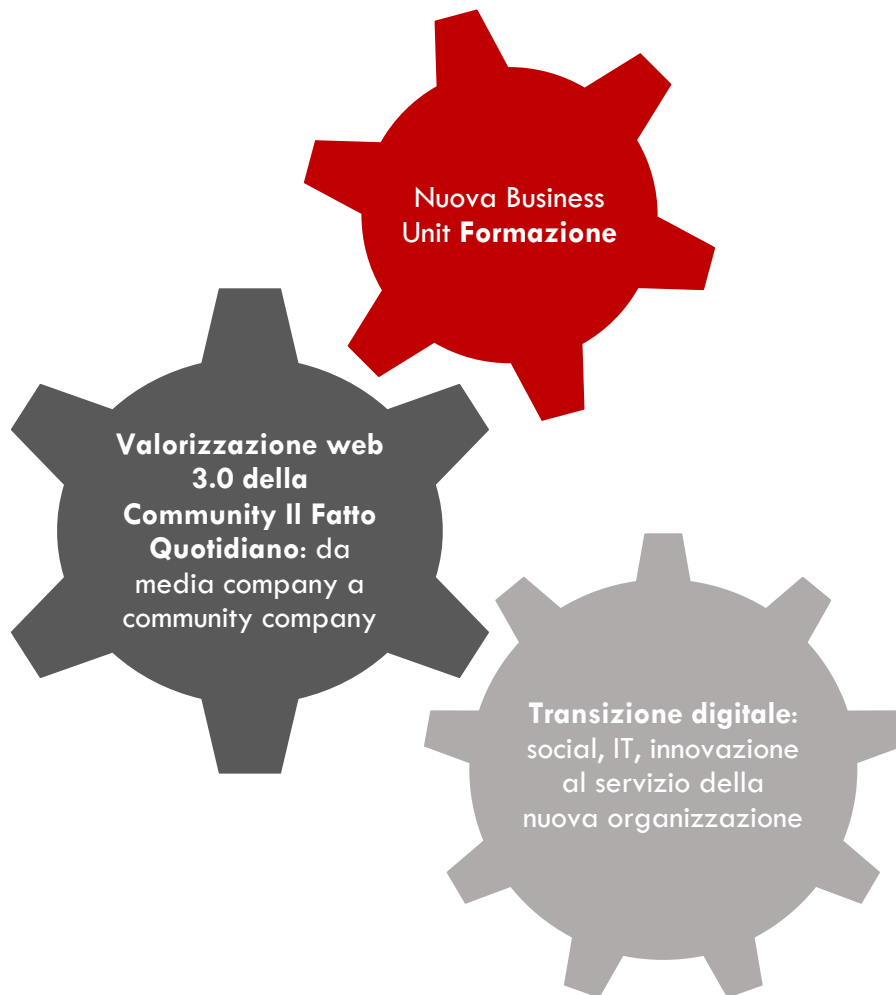 Nuova Business
Unit Formazione
Valorizzazione web
3.0 della
Community Il Fatto
Quotidiano: da
media company a
community company
Transizione digitale:
social, IT, innovazione
al servizio della
nuova organizzazione